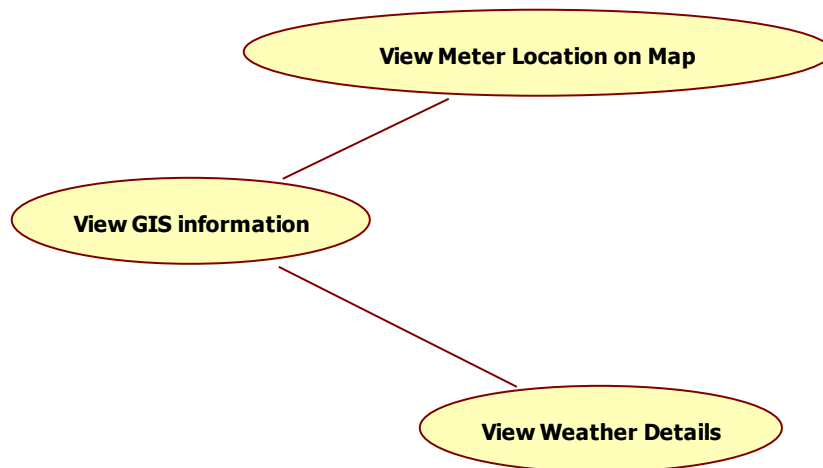 View Meter Location on Map
View GIS information
View Weather Details